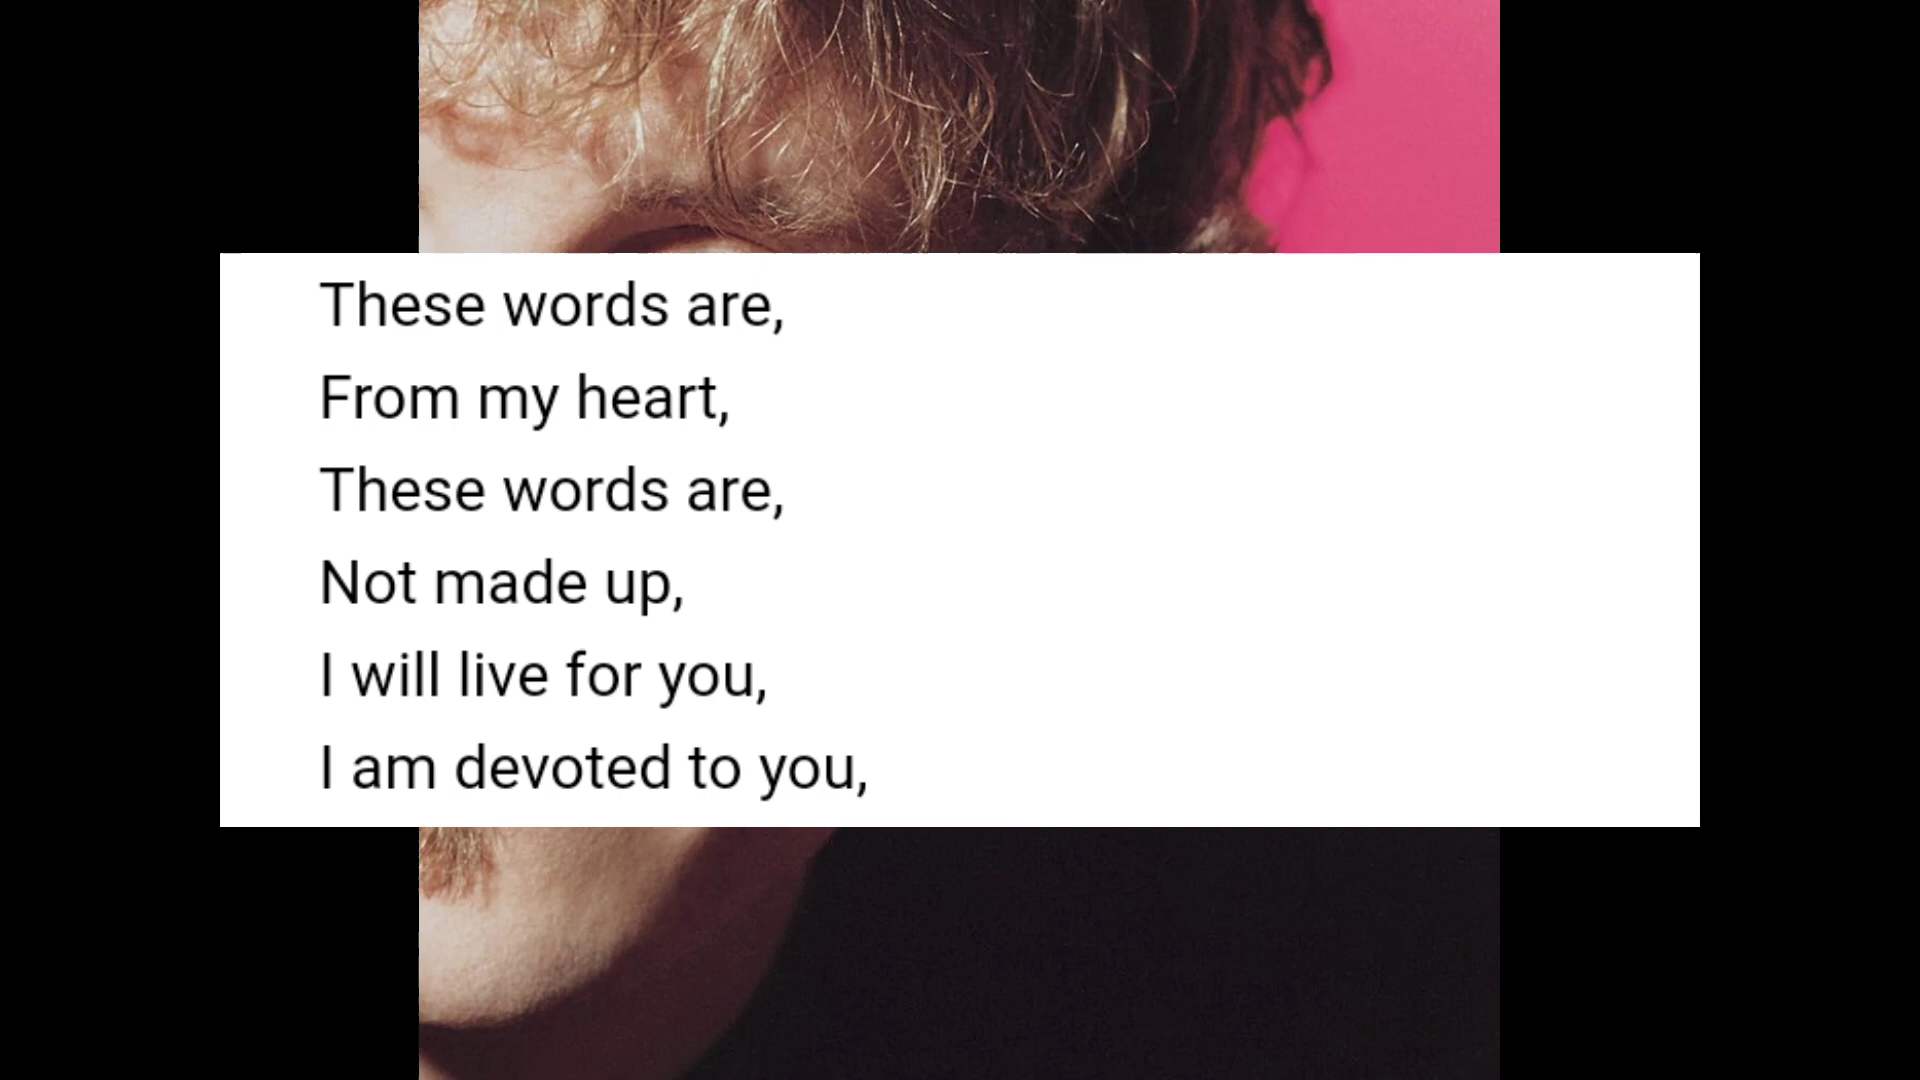 These words are,
From my heart,
These words are,
Not made up,
I will live for you,
I am devoted to you,